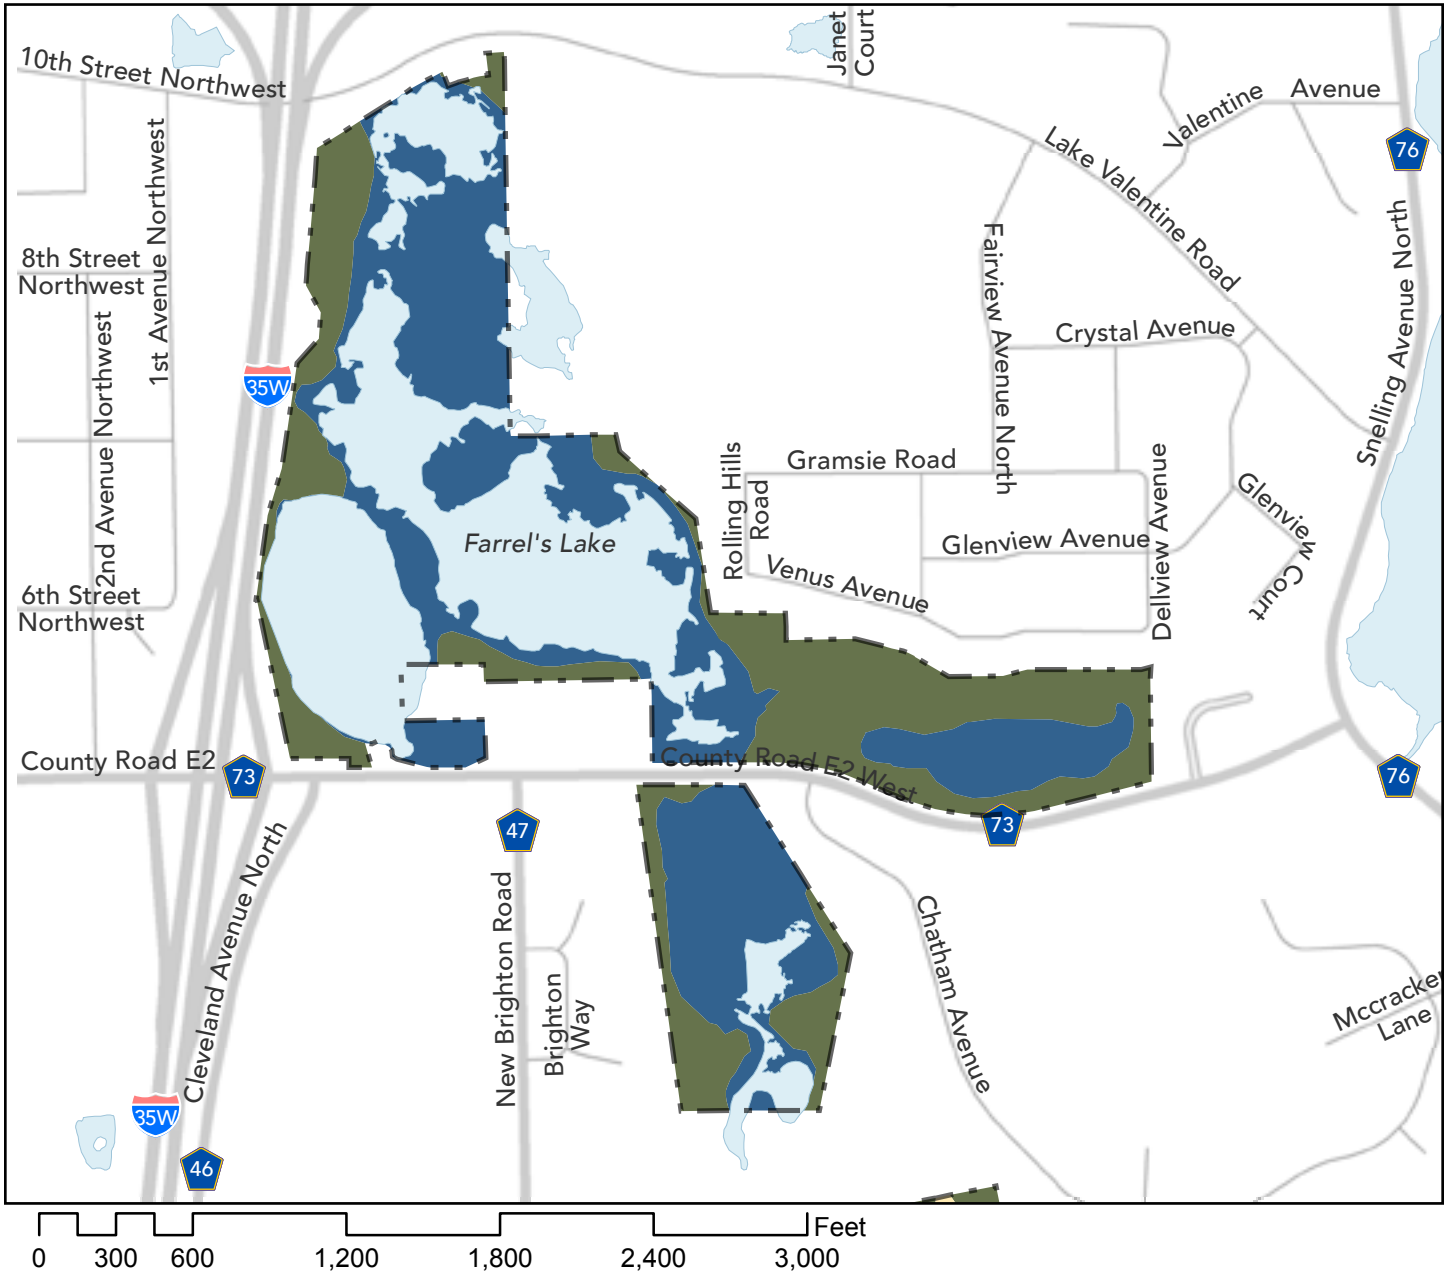 10th Street Northwest
Janet
Court
Valentine
Avenue
76
Lake Valentine Road
1st Avenue Northwest
8th Street
Northwest
Fairview Avenue North
Snelling Avenue North
Crystal Avenue
2nd Avenue Northwest
35W
Rolling Hills
Road
Gramsie Road
Dellview Avenue
Glenview Court
Farrel's Lake
Glenview Avenue
Venus Avenue
6th Street
Northwest
County Road E2
73
County Road E2 West
76
47
73
Cleveland Avenue North
New Brighton Road
Brighton
Way
Chatham Avenue
Mccracke
Lane
35W
46
0 300 600 1,200 1,800 2,400 3,000
Feet